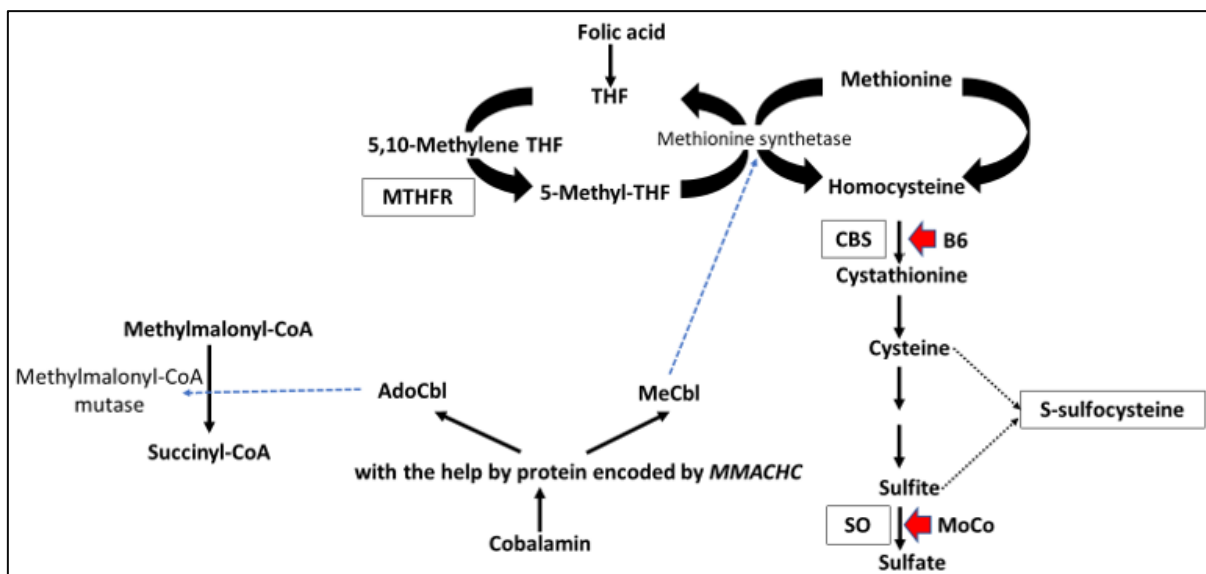 Folic acid
THF
Methionine
5,10-Methylene THF
Methionine synthetase
MTHFR
5-Methyl-THF
Homocysteine
CBS
B6
Cystathionine
Methylmalonyl-CoA
Cysteine
Methylmalonyl-CoA
mutase
AdoCbl
MeCbl
S-sulfocysteine
Succinyl-CoA
with the help by protein encoded by MMACHC
Sulfite
SO
MoCo
Cobalamin
Sulfate